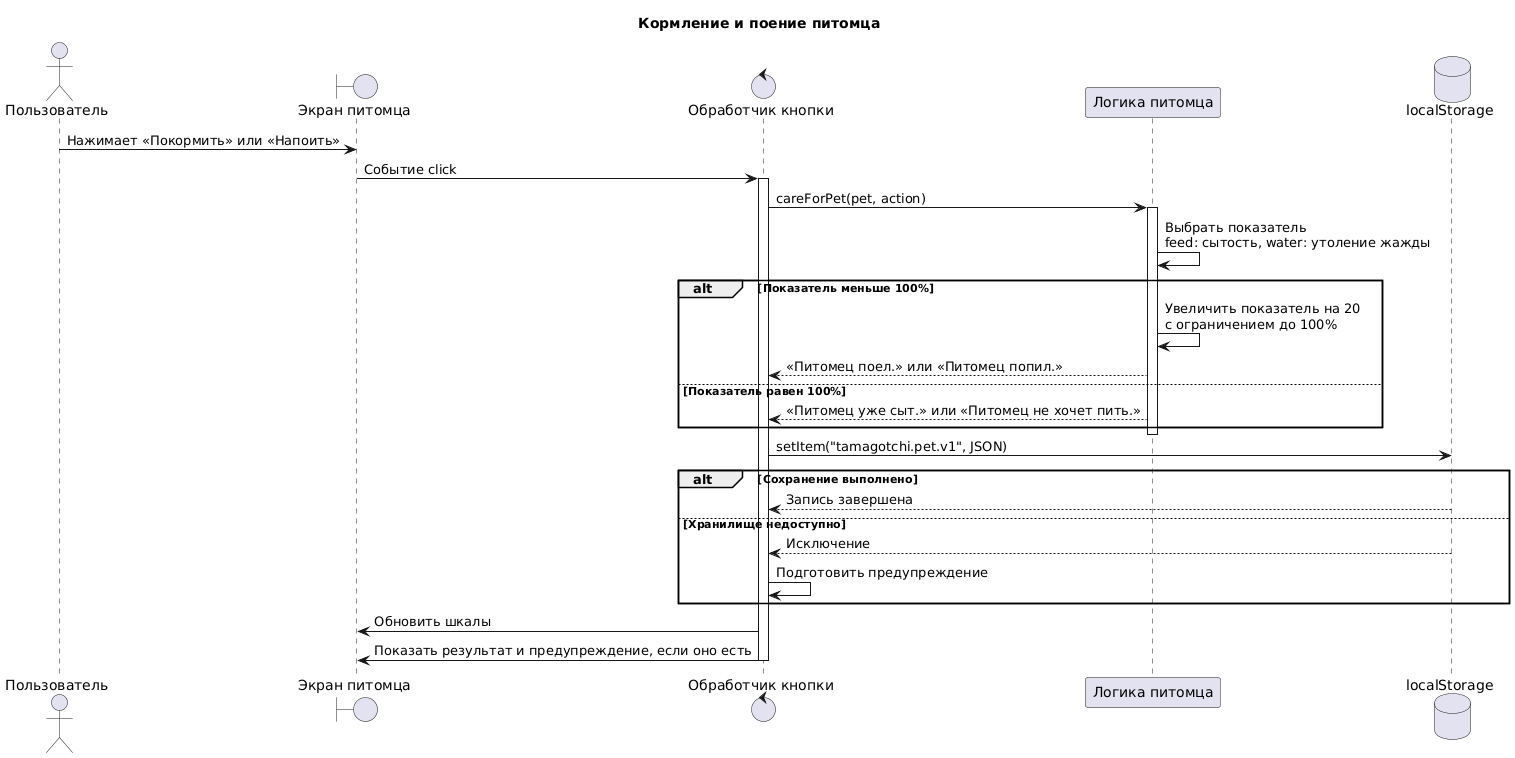 Кормление и поение питомца
Пользователь
Экран питомца
Обработчик кнопки
Логика питомца
localStorage
Нажимает «Покормить» или «Напоить»
Событие click
careForPet(pet, action)
Выбрать показатель
feed: сытость, water: утоление жажды
alt
[Показатель меньше 100%]
Увеличить показатель на 20
с ограничением до 100%
«Питомец поел.» или «Питомец попил.»
[Показатель равен 100%]
«Питомец уже сыт.» или «Питомец не хочет пить.»
setItem("tamagotchi.pet.v1", JSON)
alt
[Сохранение выполнено]
Запись завершена
[Хранилище недоступно]
Исключение
Подготовить предупреждение
Обновить шкалы
Показать результат и предупреждение, если оно есть
Пользователь
Экран питомца
Обработчик кнопки
Логика питомца
localStorage